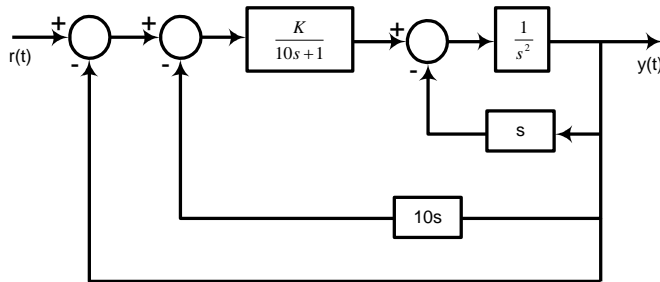 +
+
K
+
1
r(t)
-
-
10s+1
-
s²
y(t)
s
10s